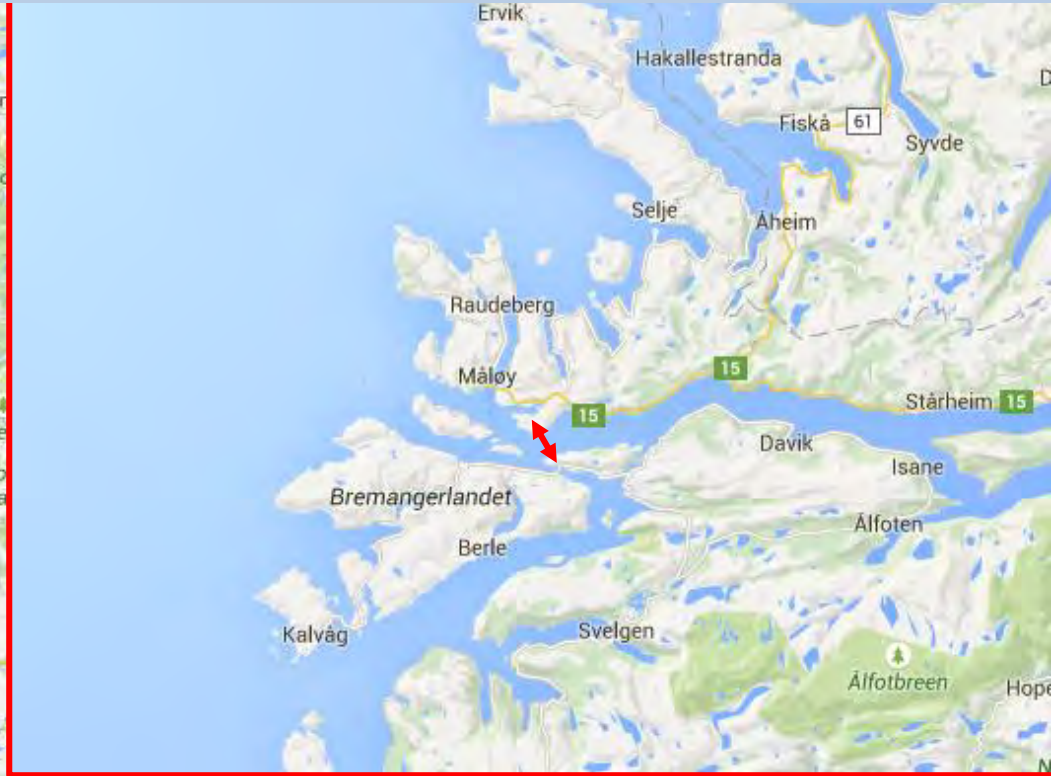 Ervik
Hakallestranda
Fiskå
61
Syvde
Selje
Åheim
Raudeberg
15
Måløy
Stårheim 15
15
Davik
Isane
Bremangerlandet
Ålfoten
Berle
Svelgen
Kalvåg
Ålfotbreen
Hope